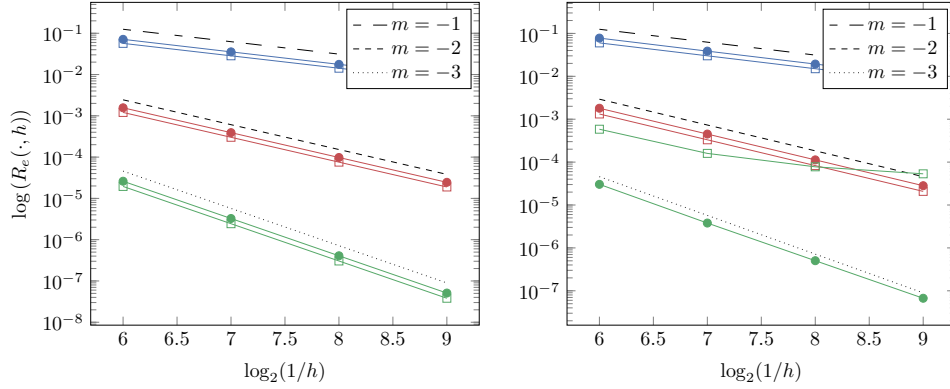 10⁻¹
10⁻²
10⁻³
10⁻⁴
10⁻⁵
10⁻⁶
10⁻⁷
10⁻⁸
log (Rₑ(·, h))
6 6.5 7 7.5 8 8.5 9
log₂(1/h)
m = −1
m = −2
m = −3
10⁻¹
10⁻²
10⁻³
10⁻⁴
10⁻⁵
10⁻⁶
10⁻⁷
6 6.5 7 7.5 8 8.5 9
log₂(1/h)
m = −1
m = −2
m = −3